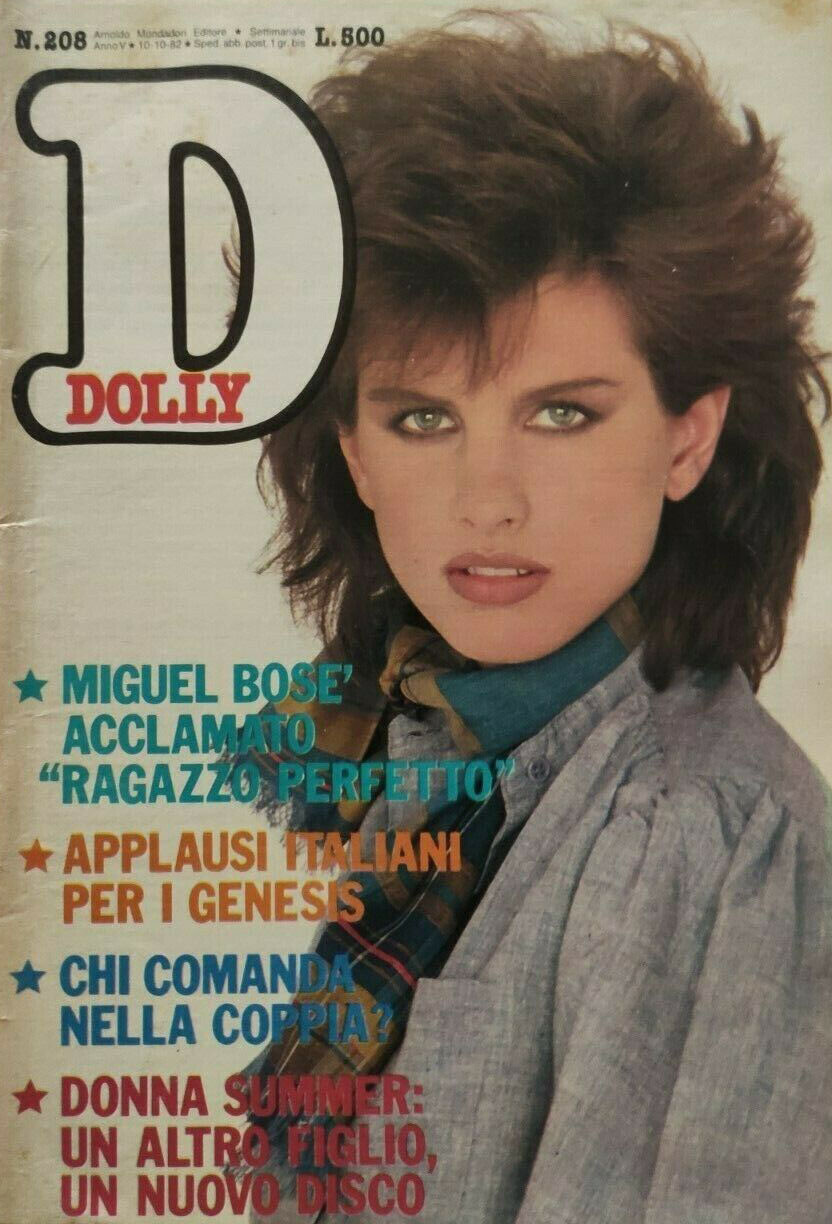 N.208 Arnoldo Mondadori Editore ★ Settimanale L.500
Anno V ★ 10-10-82 ★ Sped. abb. post. 1 gr. bis
D
DOLLY
★ MIGUEL BOSE'
ACCLAMATO
“RAGAZZO PERFETTO”
★ APPLAUSI ITALIANI
PER I GENESIS
★ CHI COMANDA
NELLA COPPIA?
★ DONNA SUMMER:
UN ALTRO FIGLIO,
UN NUOVO DISCO